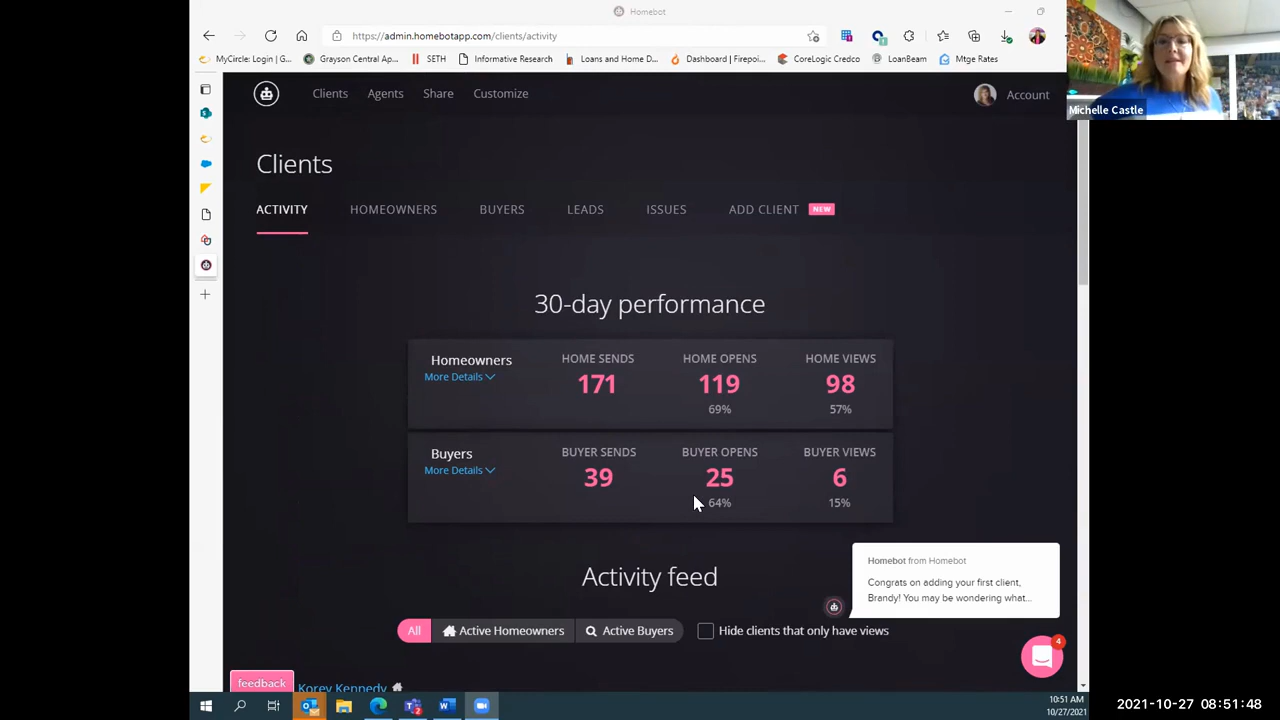 Homebot
https://admin.homebotapp.com/clients/activity
MyCircle: Login | G...
Grayson Central Ap...
SETH
Informative Research
Loans and Home D...
Dashboard | Firepoi...
CoreLogic Credco
LoanBeam
Mtge Rates
Michelle Castle
Clients
Agents
Share
Customize
Account
Clients
ACTIVITY
HOMEOWNERS
BUYERS
LEADS
ISSUES
ADD CLIENT NEW
30-day performance
Homeowners
More Details
HOME SENDS
171
HOME OPENS
119
69%
HOME VIEWS
98
57%
Buyers
More Details
BUYER SENDS
39
BUYER OPENS
25
64%
BUYER VIEWS
6
15%
Homebot from Homebot
Congrats on adding your first client,
Brandy! You may be wondering what...
Activity feed
All
Active Homeowners
Active Buyers
Hide clients that only have views
4
feedback
Korey Kennedy
10:51 AM
10/27/2021
2021-10-27 08:51:48